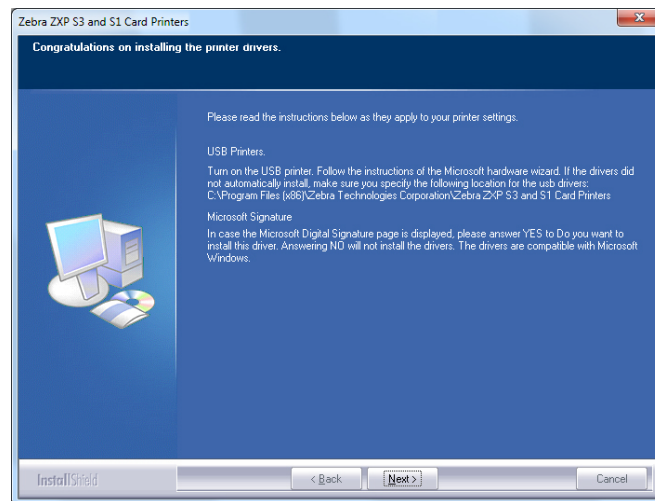 Zebra ZXP S3 and S1 Card Printers
Congratulations on installing the printer drivers.
Please read the instructions below as they apply to your printer settings.
USB Printers.
Turn on the USB printer. Follow the instructions of the Microsoft hardware wizard. If the drivers did
not automatically install, make sure you specify the following location for the usb drivers:
C:\Program Files (x86)\Zebra Technologies Corporation\Zebra ZXP S3 and S1 Card Printers
Microsoft Signature
In case the Microsoft Digital Signature page is displayed, please answer YES to Do you want to
install this driver. Answering NO will not install the drivers. The drivers are compatible with Microsoft
Windows.
InstallShield
< Back
Next >
Cancel